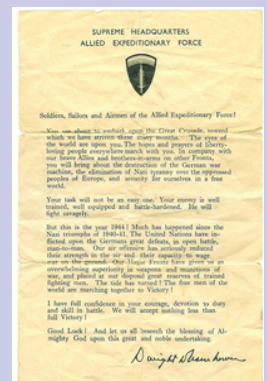 SUPREME HEADQUARTERS
ALLIED EXPEDITIONARY FORCE
Soldiers, Sailors and Airmen of the Allied Expeditionary Force!
You are about to embark upon the Great Crusade, toward
which we have striven these many months. The eyes of
the world are upon you. The hopes and prayers of liberty-
loving people everywhere march with you. In company with
our brave Allies and brothers-in-arms on other Fronts,
you will bring about the destruction of the German war
machine, the elimination of Nazi tyranny over the oppressed
peoples of Europe, and security for ourselves in a free
world.
Your task will not be an easy one. Your enemy is well
trained, well equipped and battle-hardened. He will
fight savagely.
But this is the year 1944! Much has happened since the
Nazi triumphs of 1940-41. The United Nations have in-
flicted upon the Germans great defeats, in open battle,
man-to-man. Our air offensive has seriously reduced
their strength in the air and their capacity to wage
war on the ground. Our Home Fronts have given us an
overwhelming superiority in weapons and munitions of
war, and placed at our disposal great reserves of trained
fighting men. The tide has turned! The free men of the
world are marching together to Victory!
I have full confidence in your courage, devotion to duty
and skill in battle. We will accept nothing less than
full Victory!
Good Luck! And let us all beseech the blessing of Al-
mighty God upon this great and noble undertaking.
Dwight D Eisenhower